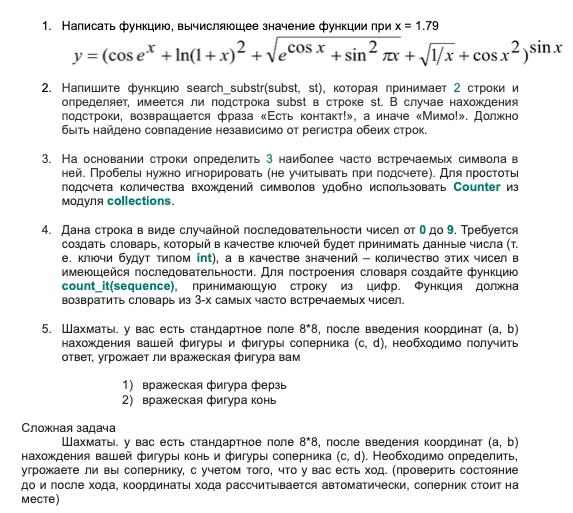 1. Написать функцию, вычисляющее значение функции при x = 1.79
y = (cos e^x + ln(1 + x)^2 + √(e^cos x + sin^2 πx) + √(1/x) + cos x^2)^sin x
2. Напишите функцию search_substr(subst, st), которая принимает 2 строки и
определяет, имеется ли подстрока subst в строке st. В случае нахождения
подстроки, возвращается фраза «Есть контакт!», а иначе «Мимо!». Должно
быть найдено совпадение независимо от регистра обеих строк.
3. На основании строки определить 3 наиболее часто встречаемых символа в
ней. Пробелы нужно игнорировать (не учитывать при подсчете). Для простоты
подсчета количества вхождений символов удобно использовать Counter из
модуля collections.
4. Дана строка в виде случайной последовательности чисел от 0 до 9. Требуется
создать словарь, который в качестве ключей будет принимать данные числа (т.
е. ключи будут типом int), а в качестве значений – количество этих чисел в
имеющейся последовательности. Для построения словаря создайте функцию
count_it(sequence), принимающую строку из цифр. Функция должна
возвратить словарь из 3-х самых часто встречаемых чисел.
5. Шахматы. у вас есть стандартное поле 8*8, после введения координат (a, b)
нахождения вашей фигуры и фигуры соперника (c, d), необходимо получить
ответ, угрожает ли вражеская фигура вам
1) вражеская фигура ферзь
2) вражеская фигура конь
Сложная задача
Шахматы. у вас есть стандартное поле 8*8, после введения координат (a, b)
нахождения вашей фигуры конь и фигуры соперника (c, d). Необходимо определить,
угрожаете ли вы сопернику, с учетом того, что у вас есть ход. (проверить состояние
до и после хода, координаты хода рассчитывается автоматически, соперник стоит на
месте)